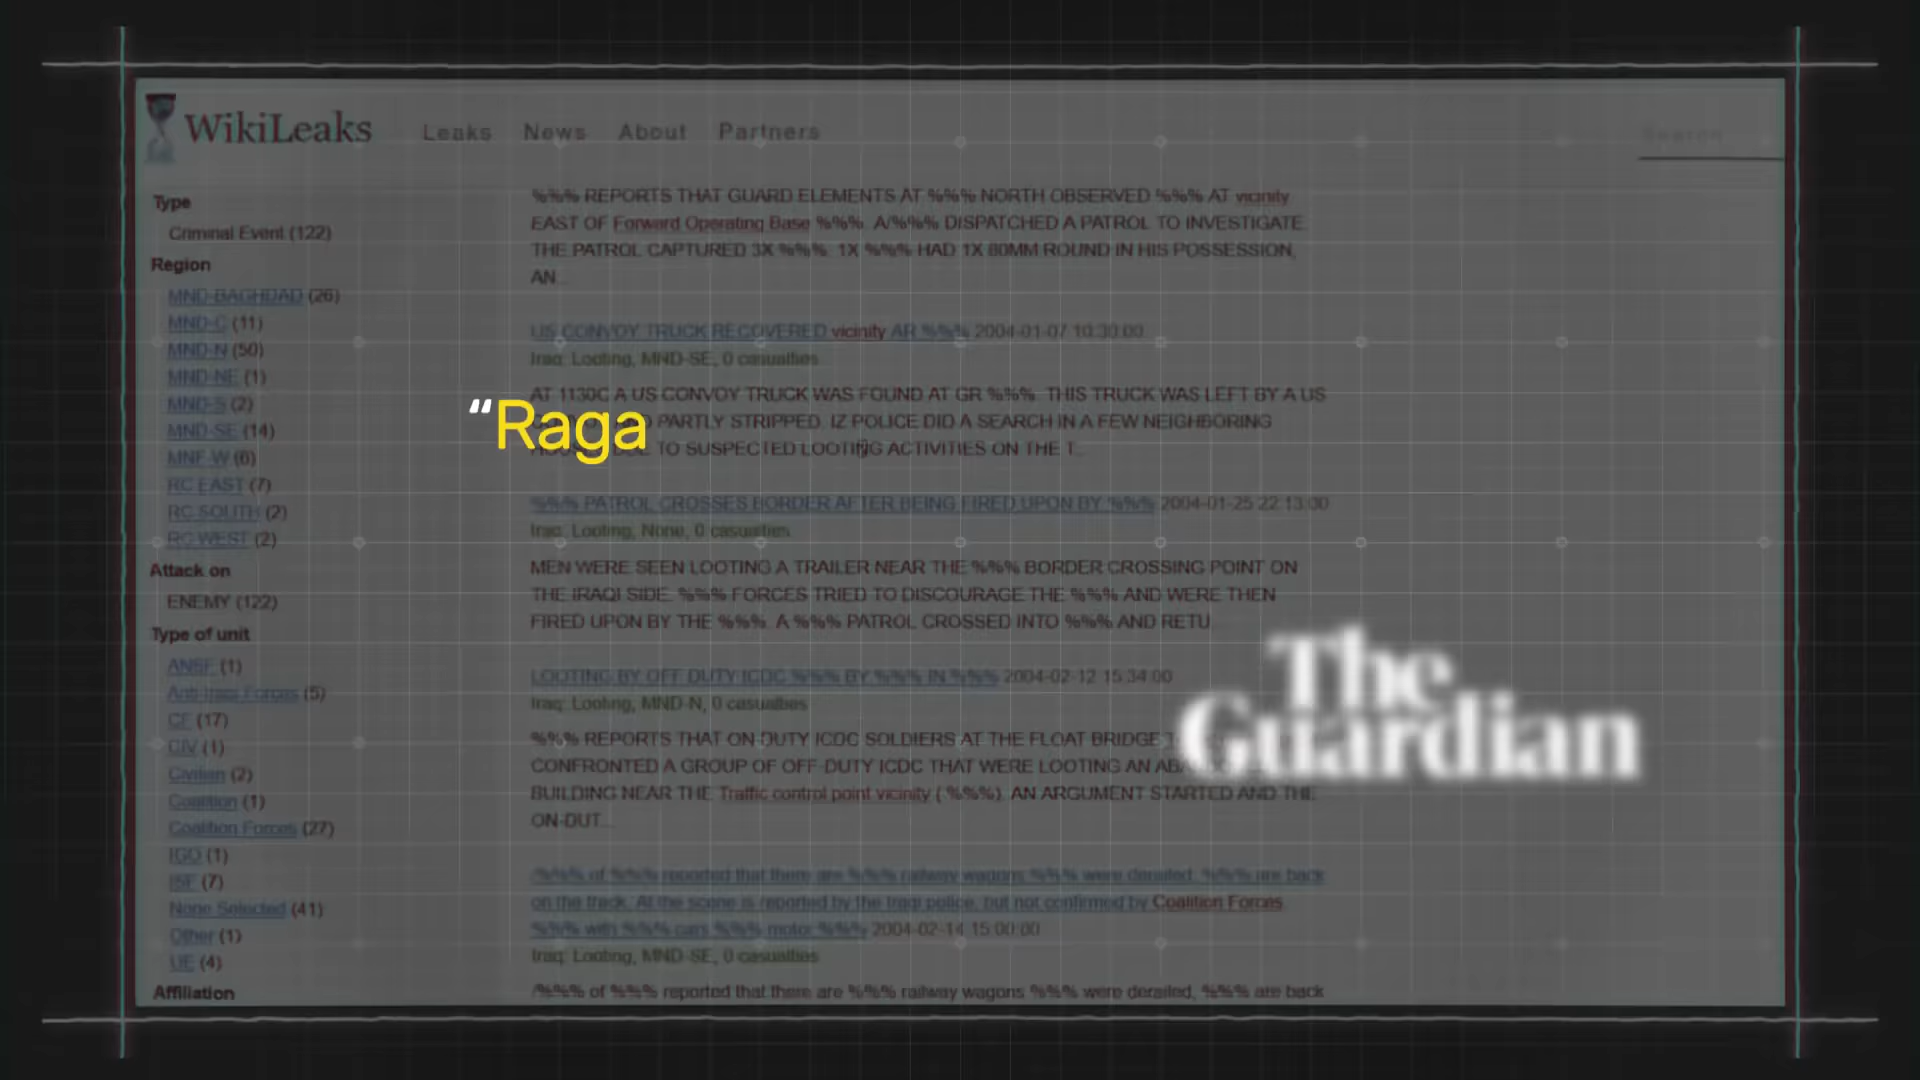 WikiLeaks
Leaks News About Partners
Search
Type
Criminal Event (122)
Region
MND-BAGHDAD (26)
MND-C (11)
MND-N (50)
MND-NE (1)
MND-S (2)
MND-SE (14)
MNF-W (6)
RC EAST (7)
RC SOUTH (2)
RC WEST (2)
Attack on
ENEMY (122)
Type of unit
ANSF (1)
Anti-Iraqi Forces (5)
CF (17)
CIV (1)
Civilian (2)
Coalition (1)
Coalition Forces (27)
IGO (1)
ISF (7)
None Selected (41)
Other (1)
UE (4)
Affiliation
%%% REPORTS THAT GUARD ELEMENTS AT %%% NORTH OBSERVED %%% AT vicinity
EAST OF Forward Operating Base %%%. A/%%% DISPATCHED A PATROL TO INVESTIGATE.
THE PATROL CAPTURED 3X %%%. 1X %%% HAD 1X 80MM ROUND IN HIS POSSESSION,
AN...
US CONVOY TRUCK RECOVERED vicinity AR %%% 2004-01-07 10:30:00
Iraq: Looting, MND-SE, 0 casualties
AT 1130C A US CONVOY TRUCK WAS FOUND AT GR %%%. THIS TRUCK WAS LEFT BY A US
PARTLY STRIPPED. IZ POLICE DID A SEARCH IN A FEW NEIGHBORING
TO SUSPECTED LOOTING ACTIVITIES ON THE T...
“Raga
%%% PATROL CROSSES BORDER AFTER BEING FIRED UPON BY %%% 2004-01-25 22:13:00
Iraq: Looting, None, 0 casualties
MEN WERE SEEN LOOTING A TRAILER NEAR THE %%% BORDER CROSSING POINT ON
THE IRAQI SIDE. %%% FORCES TRIED TO DISCOURAGE THE %%% AND WERE THEN
FIRED UPON BY THE %%%. A %%% PATROL CROSSED INTO %%% AND RETU...
LOOTING BY OFF DUTY ICDC %%% BY %%% IN %%% 2004-02-12 15:34:00
Iraq: Looting, MND-N, 0 casualties
%%% REPORTS THAT ON-DUTY ICDC SOLDIERS AT THE FLOAT BRIDGE
CONFRONTED A GROUP OF OFF-DUTY ICDC THAT WERE LOOTING AN
BUILDING NEAR THE Traffic control point vicinity ( %%%). AN ARGUMENT STARTED AND THE
ON-DUT...
/%%% of %%% reported that there are %%% railway wagons %%% were derailed, %%% are back
on the track. At the scene is reported by the Iraqi police, but not confirmed by Coalition Forces.
%%% with %%% cars %%% motor %%% 2004-02-14 15:00:00
Iraq: Looting, MND-SE, 0 casualties
/%%% of %%% reported that there are %%% railway wagons %%% were derailed, %%% are back
The
Guardian